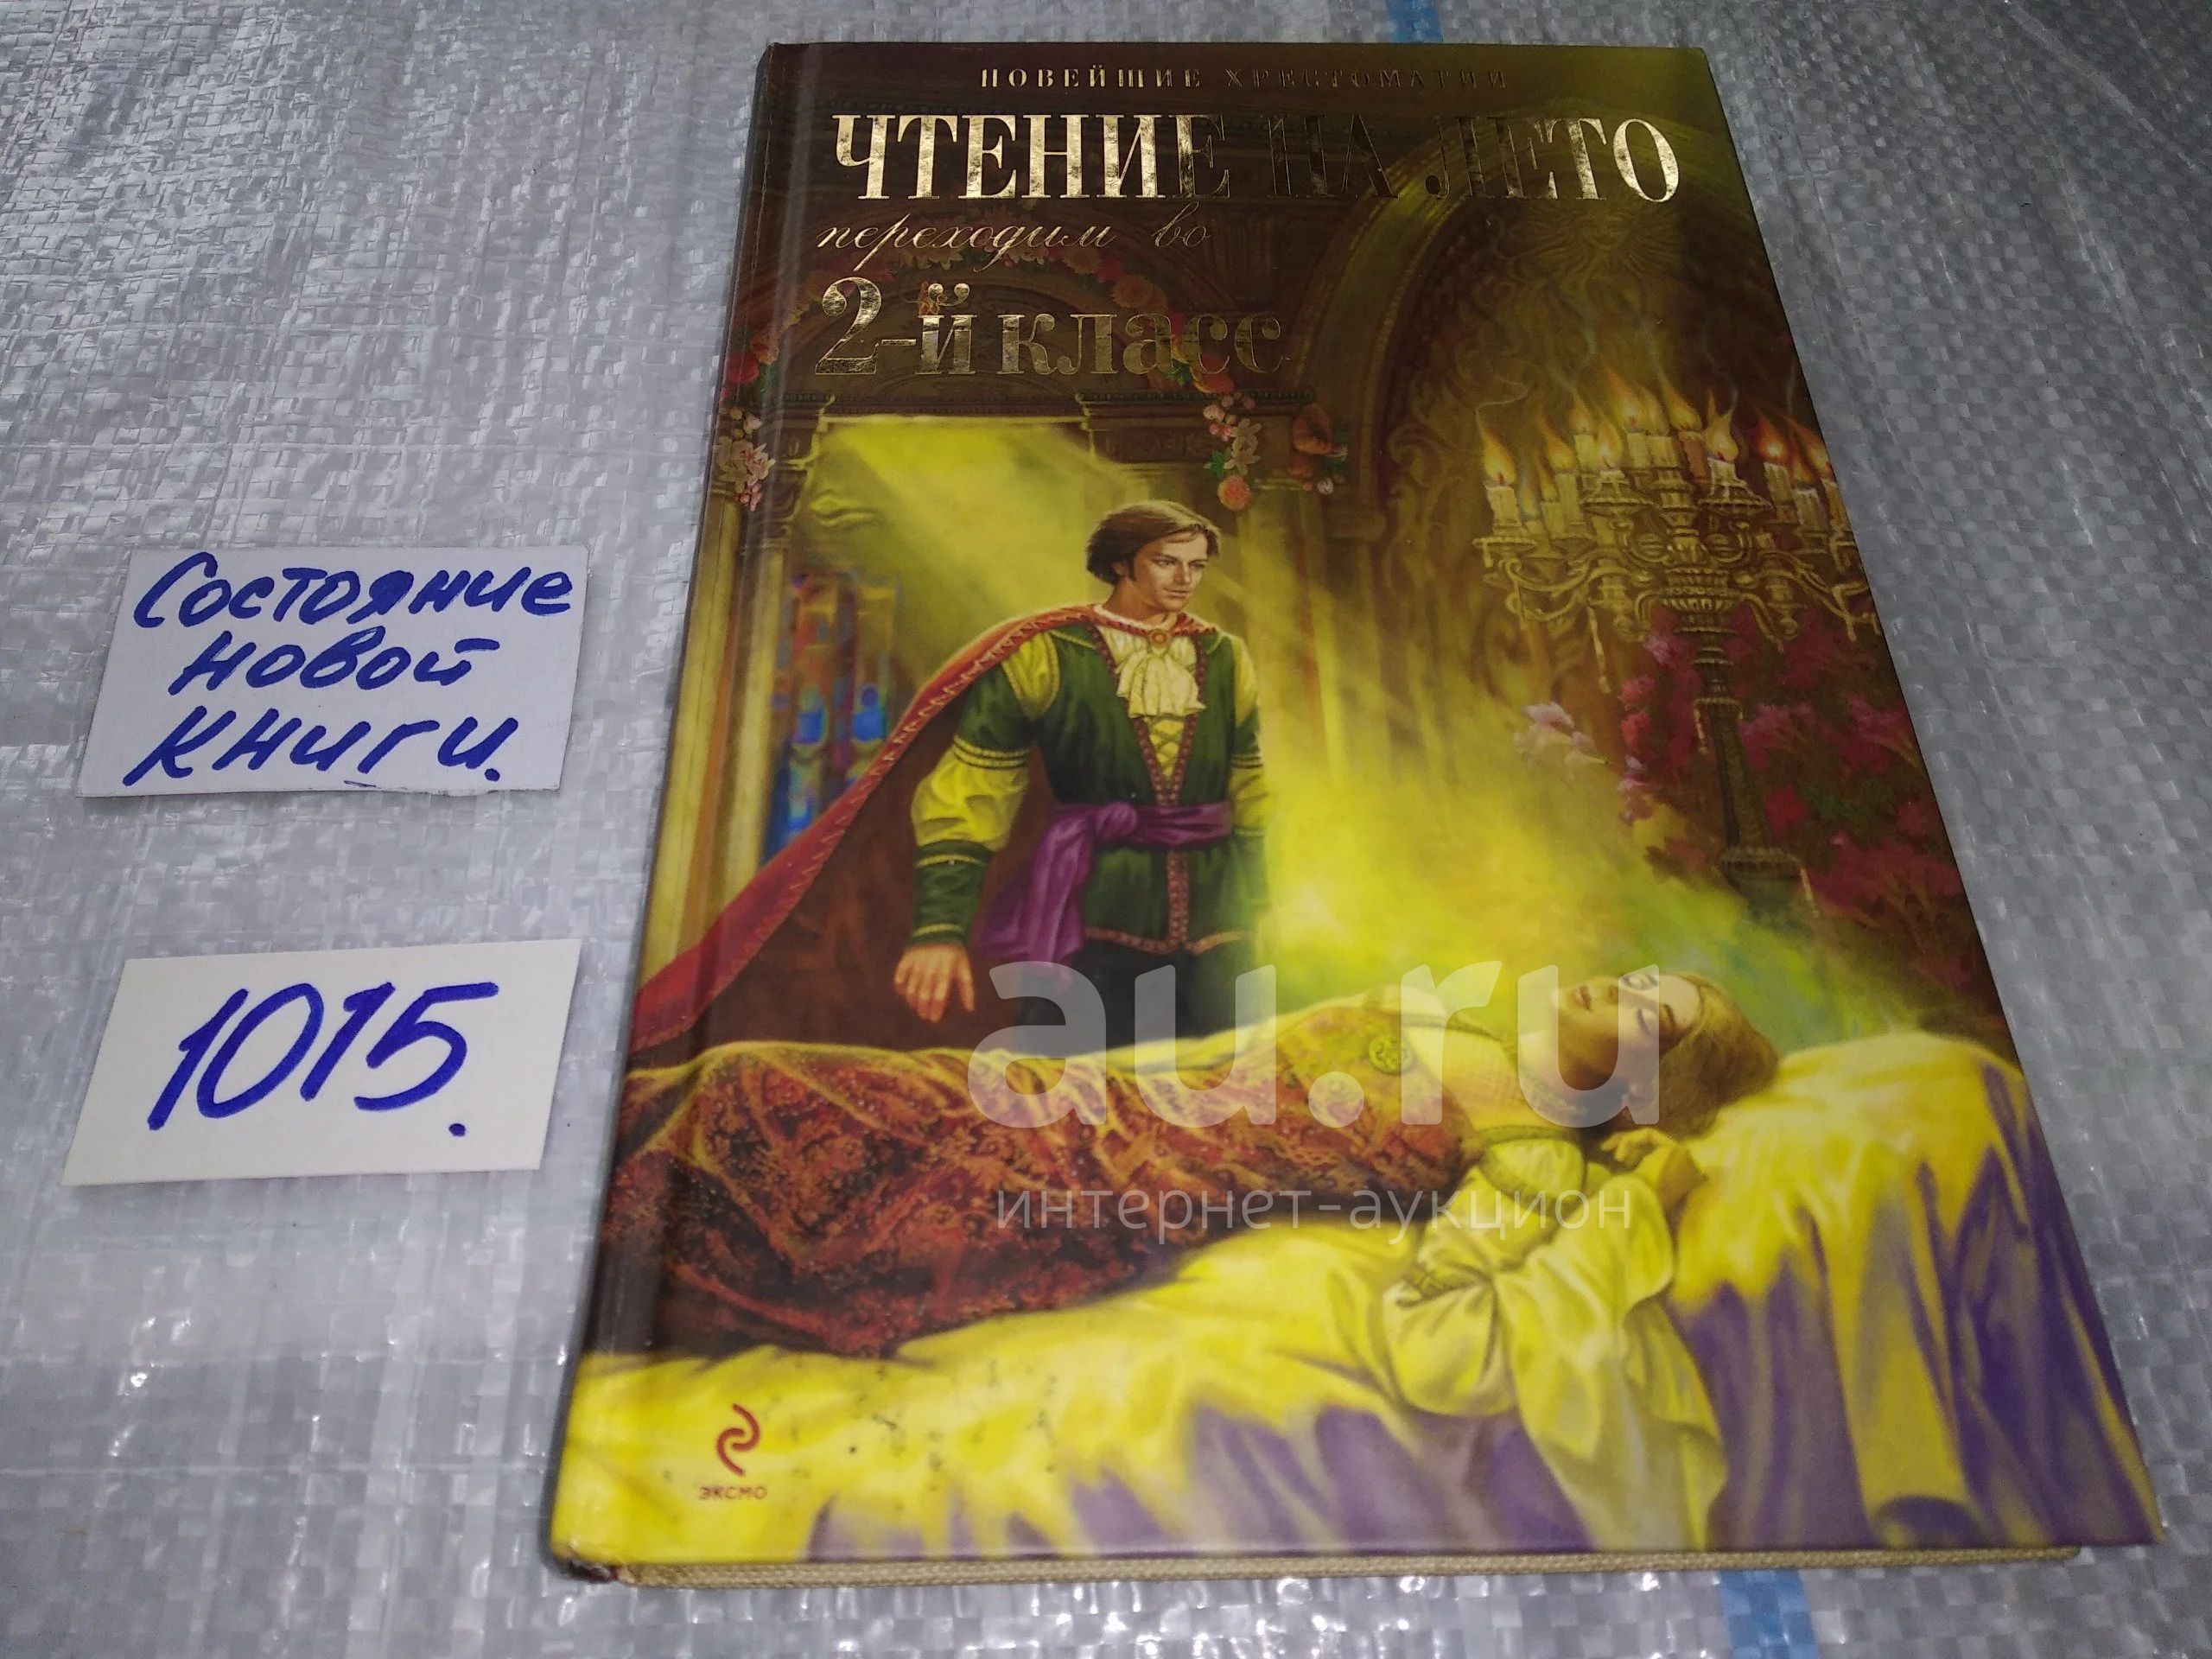 НОВЕЙШИЕ ХРЕСТОМАТИИ
ЧТЕНИЕ НА ЛЕТО
переходим во
2-й класс
Состояние
новой
книги.
1015.
au.ru
интернет-аукцион
ЭКСМО